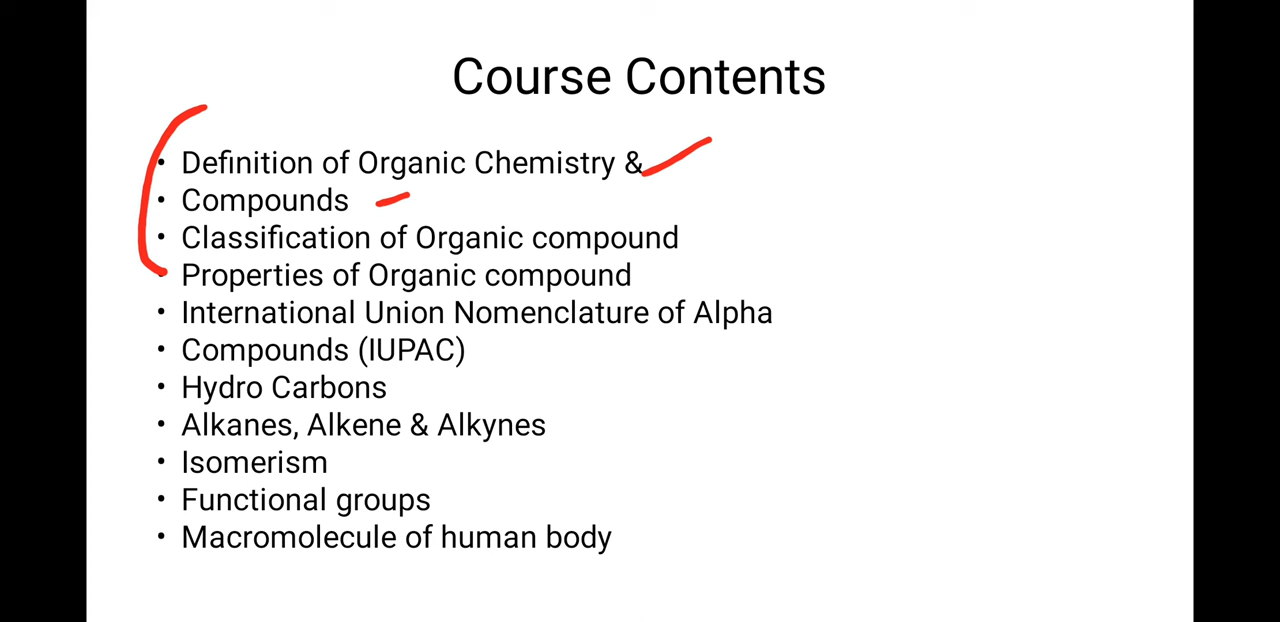 Course Contents
• Definition of Organic Chemistry &
• Compounds
• Classification of Organic compound
• Properties of Organic compound
• International Union Nomenclature of Alpha
• Compounds (IUPAC)
• Hydro Carbons
• Alkanes, Alkene & Alkynes
• Isomerism
• Functional groups
• Macromolecule of human body